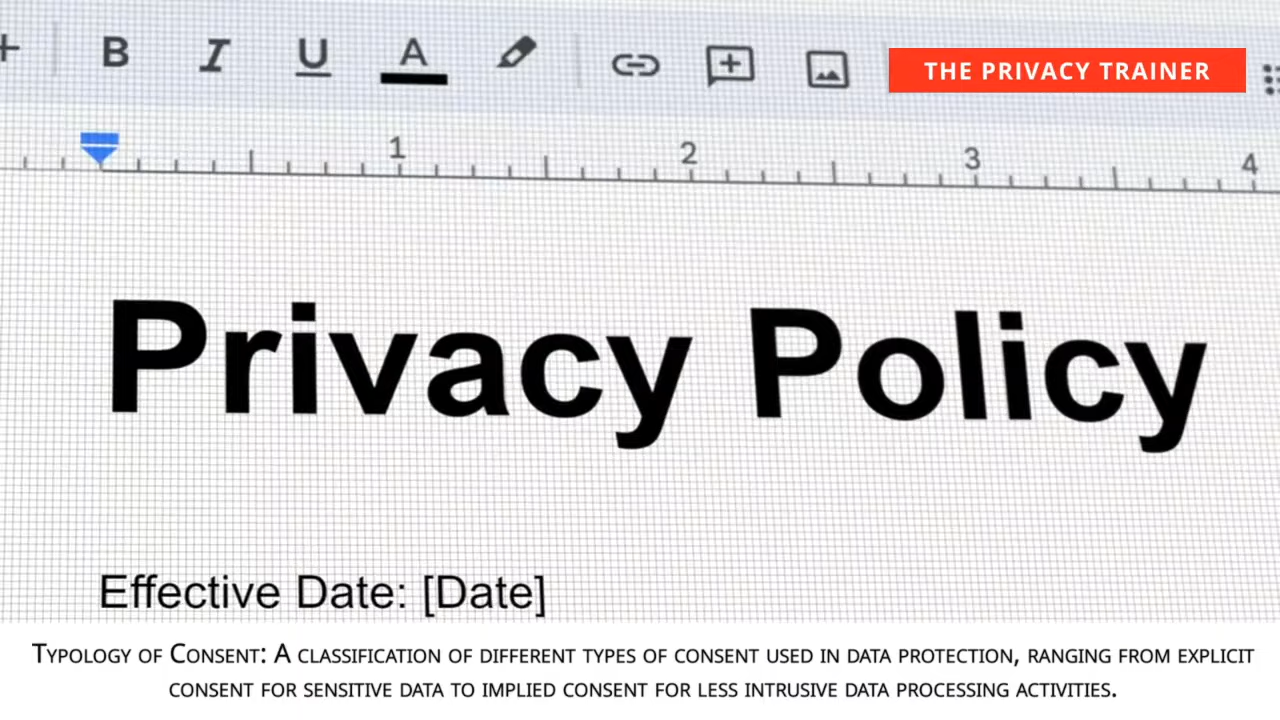 B I U A
THE PRIVACY TRAINER
1 2 3 4
Privacy Policy
Effective Date: [Date]
Typology of Consent: A classification of different types of consent used in data protection, ranging from explicit
consent for sensitive data to implied consent for less intrusive data processing activities.